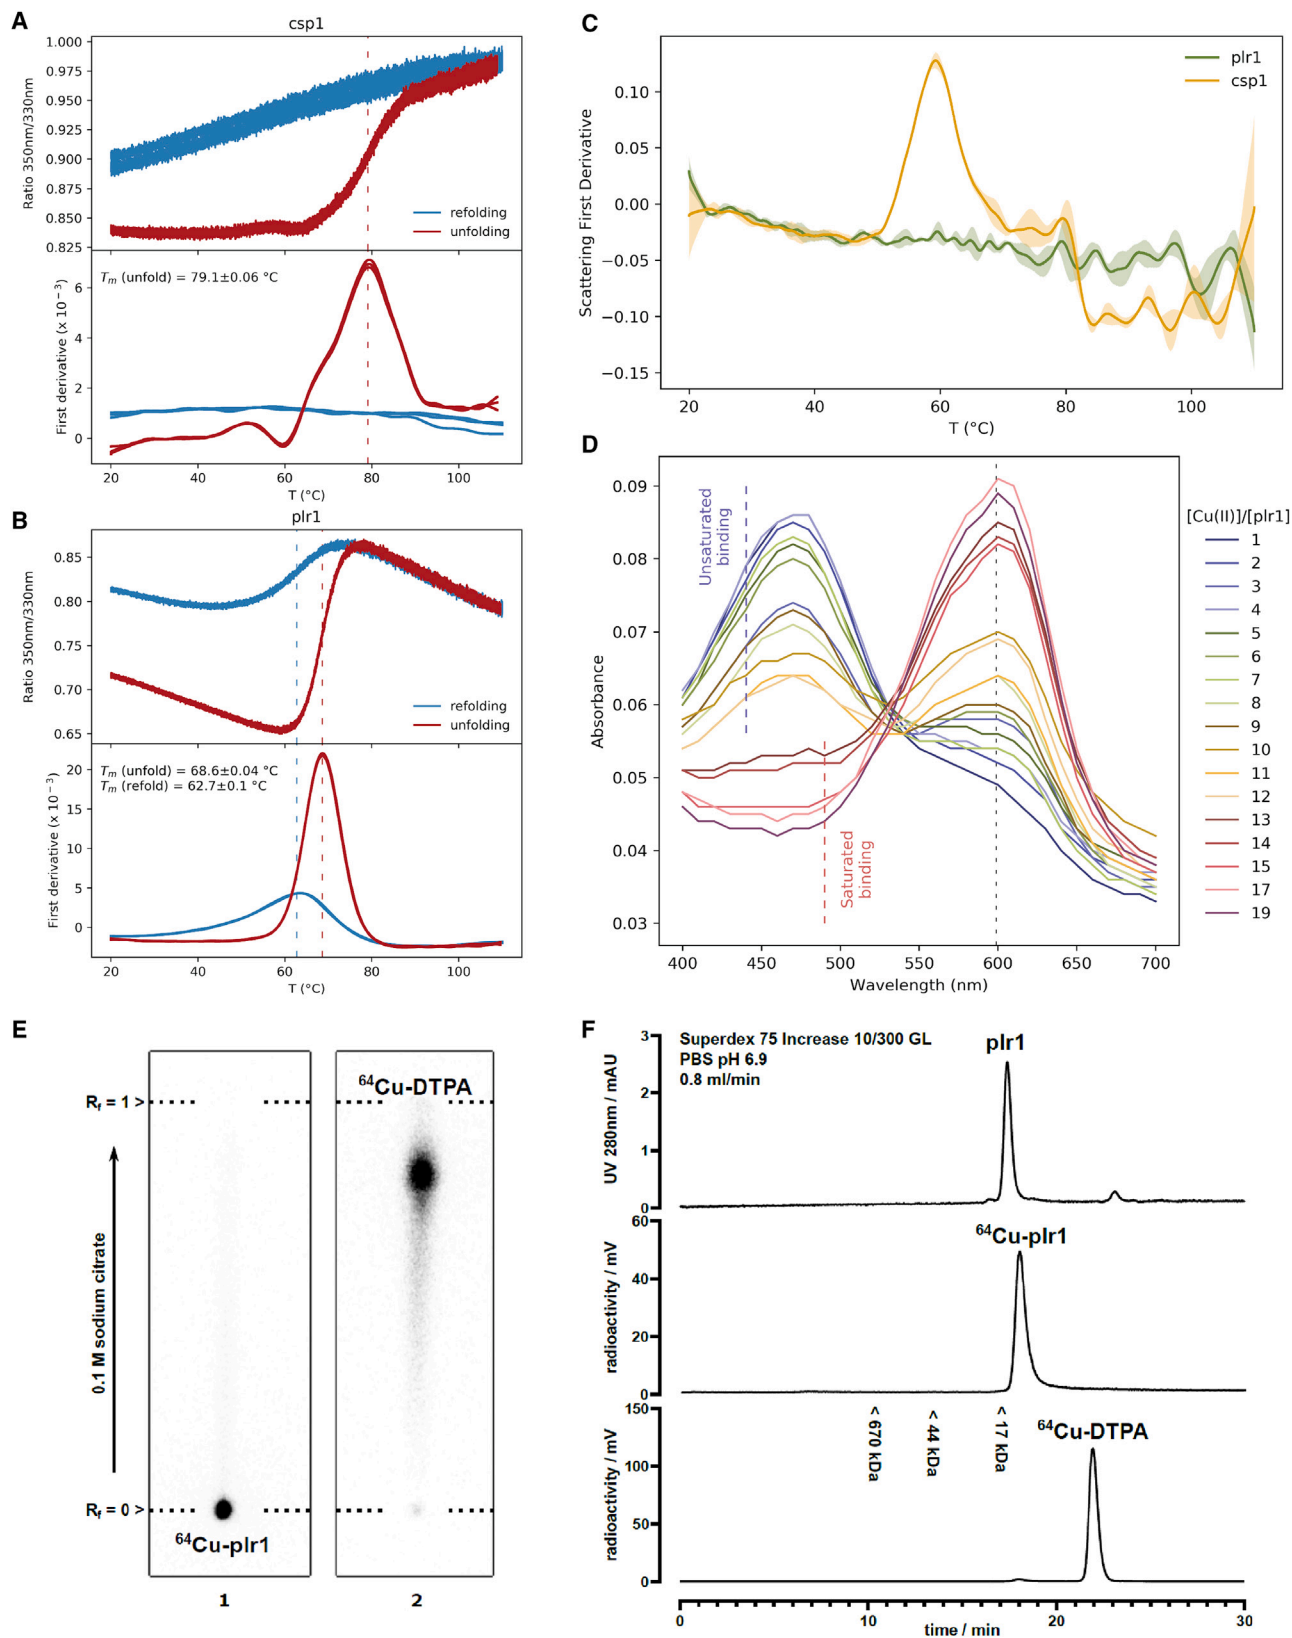 A
csp1
1.000
0.975
0.950
0.925
0.900
0.875
0.850
0.825
Ratio 350nm/330nm
refolding
unfolding
Tm (unfold) = 79.1±0.06 °C
6
4
2
0
First derivative (x 10⁻³)
20 40 60 80 100
T (°C)
B
plr1
0.85
0.80
0.75
0.70
0.65
Ratio 350nm/330nm
refolding
unfolding
Tm (unfold) = 68.6±0.04 °C
Tm (refold) = 62.7±0.1 °C
20
15
10
5
0
First derivative (x 10⁻³)
20 40 60 80 100
T (°C)
C
plr1
csp1
0.10
0.05
0.00
−0.05
−0.10
−0.15
Scattering First Derivative
20 40 60 80 100
T (°C)
D
0.09
0.08
0.07
0.06
0.05
0.04
0.03
Absorbance
Unsaturated
binding
Saturated
binding
400 450 500 550 600 650 700
Wavelength (nm)
[Cu(II)]/[plr1]
1
2
3
4
5
6
7
8
9
10
11
12
13
14
15
17
19
E
Rf = 1 >
0.1 M sodium citrate
Rf = 0 >
⁶⁴Cu-plr1
⁶⁴Cu-DTPA
1
2
F
Superdex 75 Increase 10/300 GL
PBS pH 6.9
0.8 ml/min
plr1
3
2
1
0
UV 280nm / mAU
⁶⁴Cu-plr1
60
40
20
0
radioactivity / mV
< 670 kDa
< 44 kDa
< 17 kDa
⁶⁴Cu-DTPA
150
100
50
0
radioactivity / mV
0 10 20 30
time / min